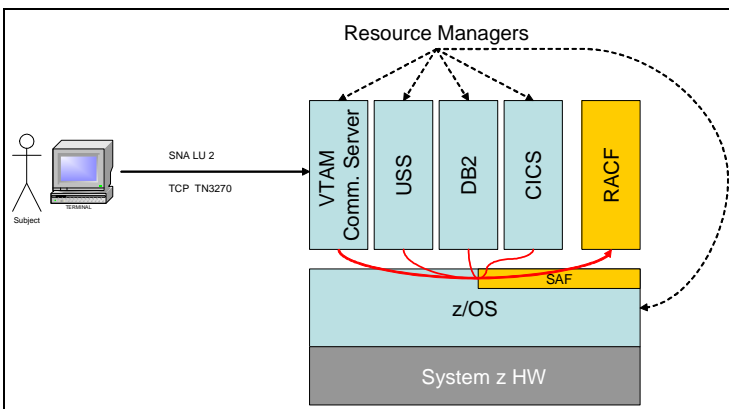 Resource Managers
SNA LU 2
TCP TN3270
Subject
TERMINAL
VTAM
Comm. Server
USS
DB2
CICS
RACF
SAF
z/OS
System z HW